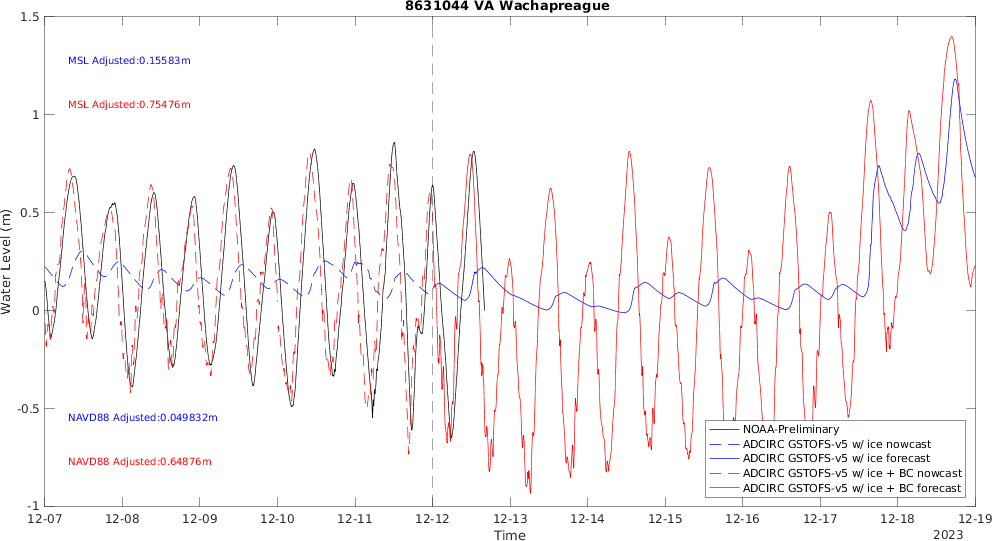 8631044 VA Wachapreague
1.5
MSL Adjusted:0.15583m
MSL Adjusted:0.75476m
1
0.5
Water Level (m)
0
-0.5
NAVD88 Adjusted:0.049832m
NAVD88 Adjusted:0.64876m
NOAA-Preliminary
ADCIRC GSTOFS-v5 w/ ice nowcast
ADCIRC GSTOFS-v5 w/ ice forecast
ADCIRC GSTOFS-v5 w/ ice + BC nowcast
ADCIRC GSTOFS-v5 w/ ice + BC forecast
-1
12-07 12-08 12-09 12-10 12-11 12-12 12-13 12-14 12-15 12-16 12-17 12-18 12-19
Time
2023